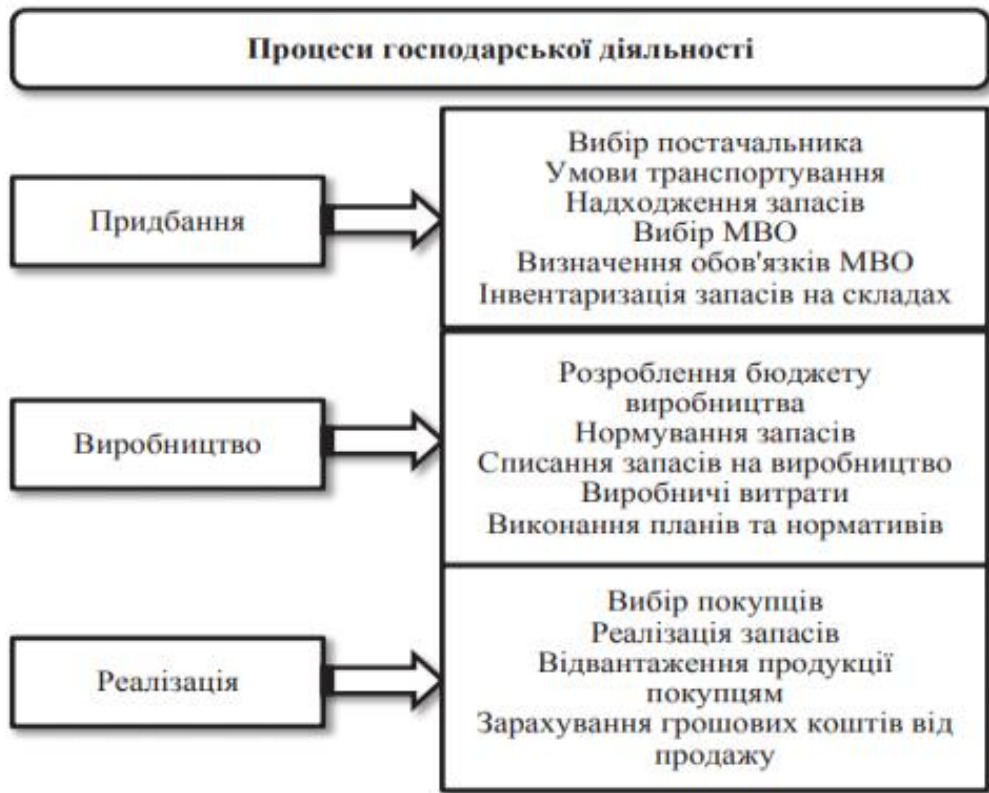 Процеси господарської діяльності
Придбання
Вибір постачальника
Умови транспортування
Надходження запасів
Вибір МВО
Визначення обов'язків МВО
Інвентаризація запасів на складах
Виробництво
Розроблення бюджету
виробництва
Нормування запасів
Списання запасів на виробництво
Виробничі витрати
Виконання планів та нормативів
Реалізація
Вибір покупців
Реалізація запасів
Відвантаження продукції
покупцям
Зарахування грошових коштів від
продажу